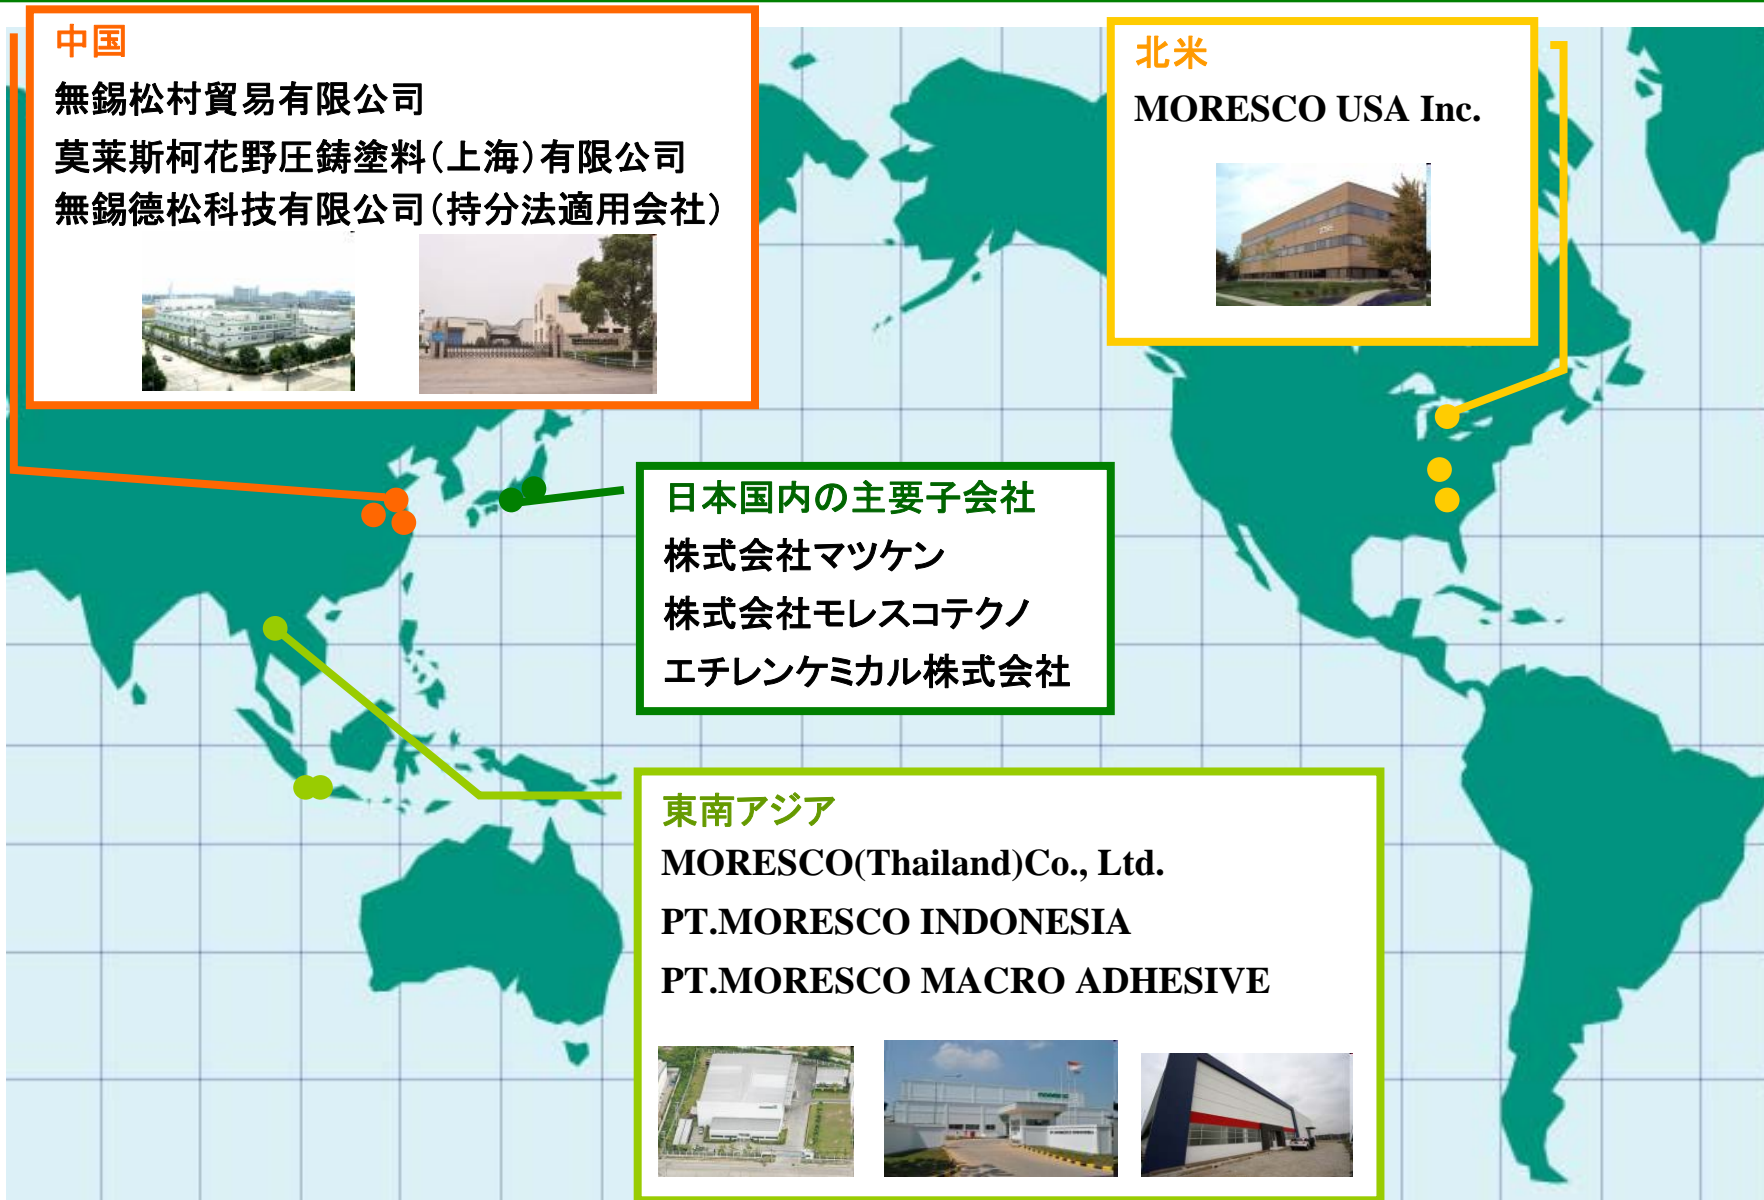 中国
無錫松村貿易有限公司
莫莱斯柯花野圧鋳塗料(上海)有限公司
無錫德松科技有限公司(持分法適用会社)
北米
MORESCO USA Inc.
日本国内の主要子会社
株式会社マツケン
株式会社モレスコテクノ
エチレンケミカル株式会社
東南アジア
MORESCO(Thailand)Co., Ltd.
PT.MORESCO INDONESIA
PT.MORESCO MACRO ADHESIVE